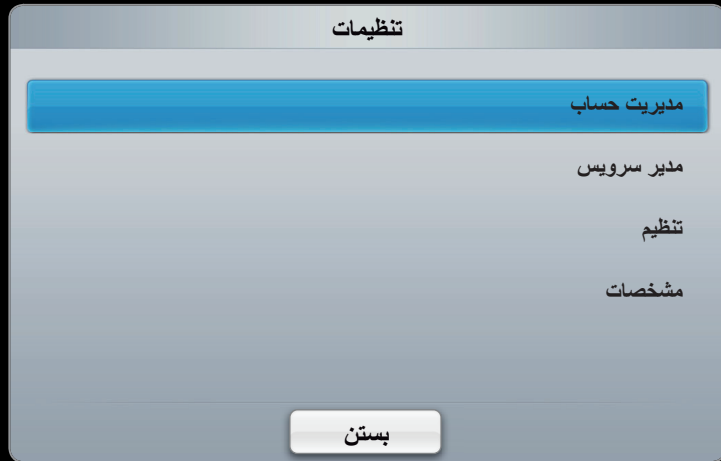 تنظیمات
مدیریت حساب
مدیر سرویس
تنظیم
مشخصات
بستن